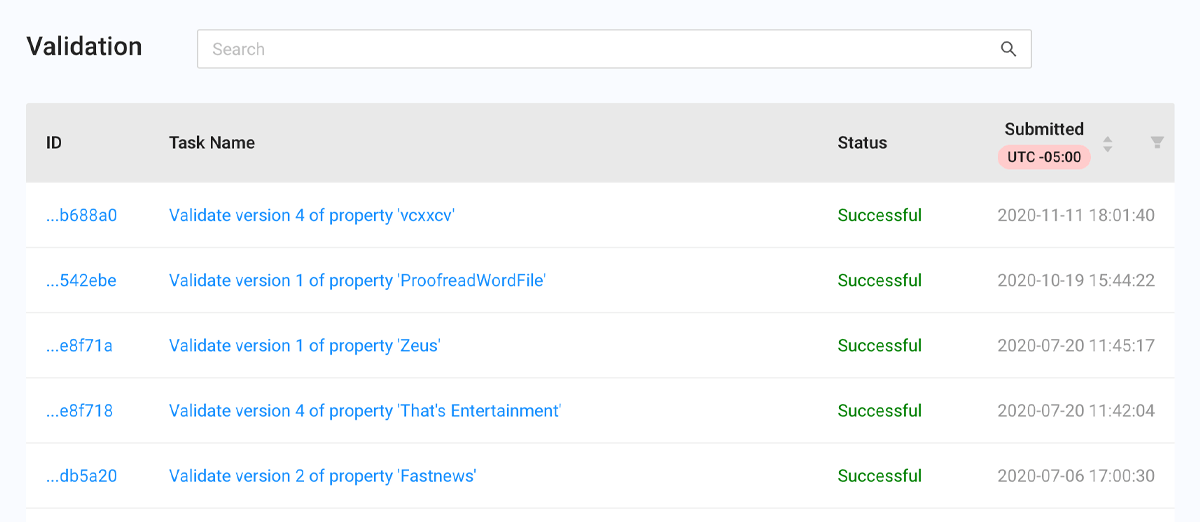 Validation
Search
ID Task Name Status Submitted
UTC -05:00
...b688a0 Validate version 4 of property 'vcxxcv' Successful 2020-11-11 18:01:40
...542ebe Validate version 1 of property 'ProofreadWordFile' Successful 2020-10-19 15:44:22
...e8f71a Validate version 1 of property 'Zeus' Successful 2020-07-20 11:45:17
...e8f718 Validate version 4 of property 'That's Entertainment' Successful 2020-07-20 11:42:04
...db5a20 Validate version 2 of property 'Fastnews' Successful 2020-07-06 17:00:30